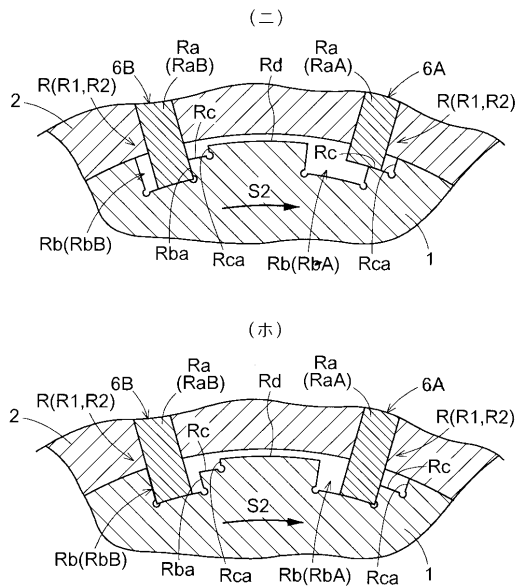 (ニ)
6B Ra (RaB) Rd Ra (RaA) 6A
R(R1,R2) Rc R(R1,R2)
2 Rc
S2
Rb(RbB) Rba Rca Rb(RbA) Rca 1
(ホ)
6B Ra (RaB) Rd Ra (RaA) 6A
R(R1,R2) Rc R(R1,R2)
2 Rc
S2
Rb(RbB) Rba Rca Rb(RbA) Rca 1